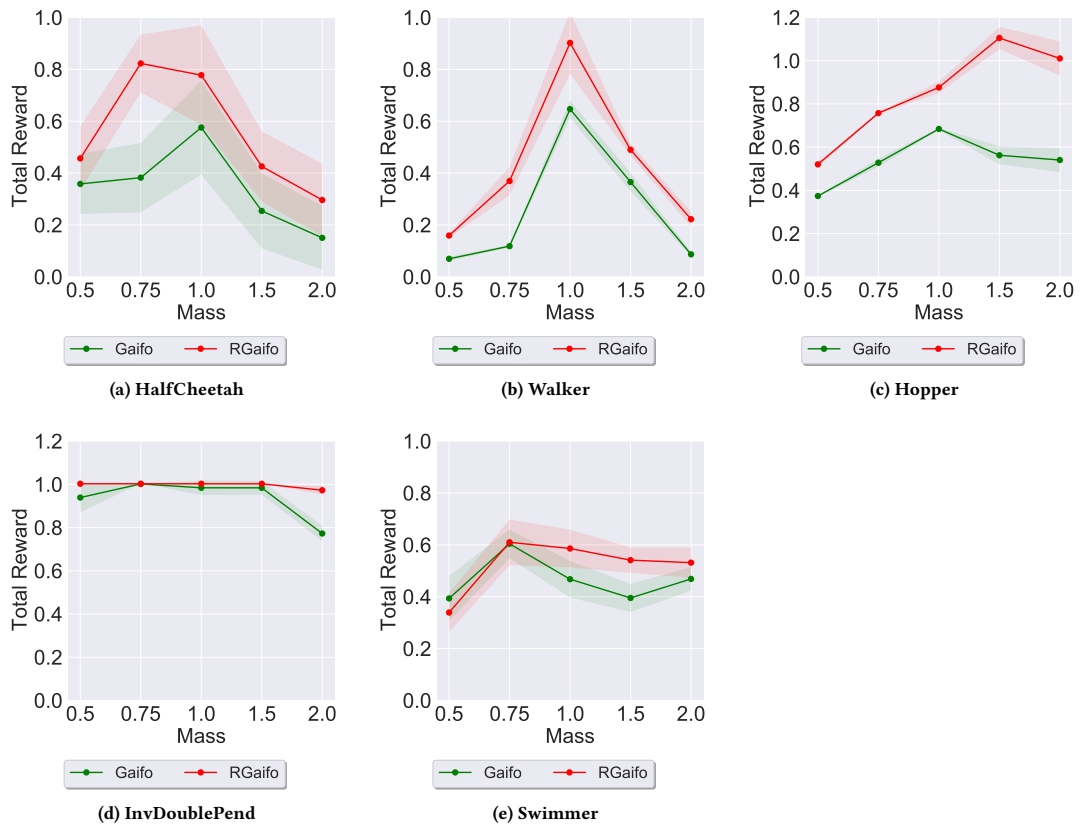 1.0
0.8
0.6
0.4
0.2
0.0
Total Reward
0.5 0.75 1.0 1.5 2.0
Mass
Gaifo RGaifo
(a) HalfCheetah
1.0
0.8
0.6
0.4
0.2
0.0
Total Reward
0.5 0.75 1.0 1.5 2.0
Mass
Gaifo RGaifo
(b) Walker
1.2
1.0
0.8
0.6
0.4
0.2
0.0
Total Reward
0.5 0.75 1.0 1.5 2.0
Mass
Gaifo RGaifo
(c) Hopper
1.2
1.0
0.8
0.6
0.4
0.2
0.0
Total Reward
0.5 0.75 1.0 1.5 2.0
Mass
Gaifo RGaifo
(d) InvDoublePend
1.0
0.8
0.6
0.4
0.2
0.0
Total Reward
0.5 0.75 1.0 1.5 2.0
Mass
Gaifo RGaifo
(e) Swimmer